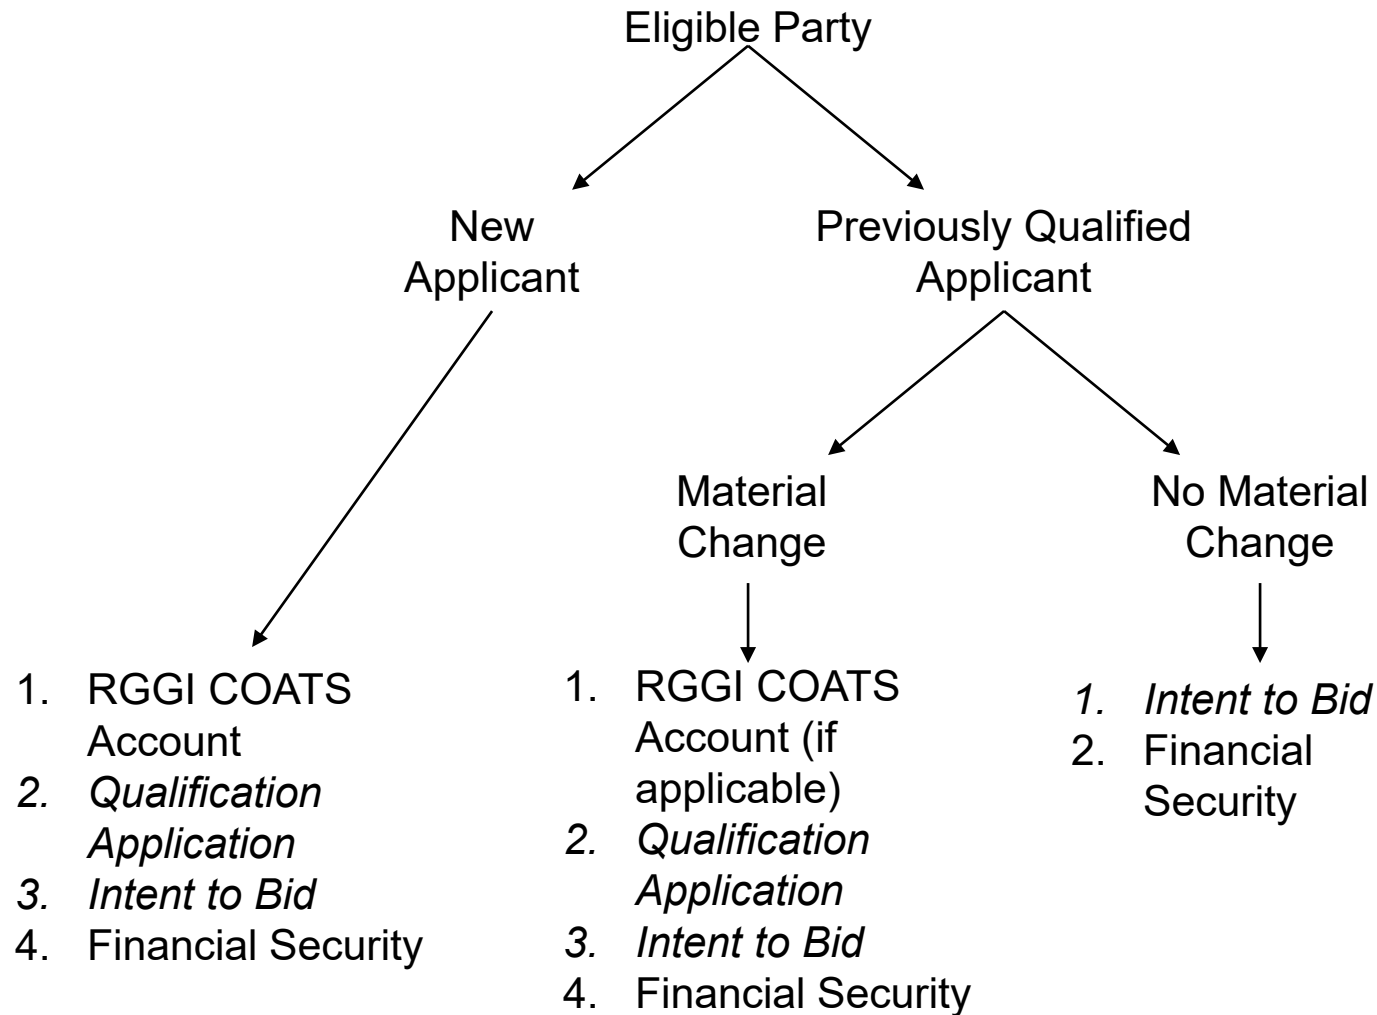 Eligible Party
New
Applicant
Previously Qualified
Applicant
Material
Change
No Material
Change
1. RGGI COATS
Account
2. Qualification
Application
3. Intent to Bid
4. Financial Security
1. RGGI COATS
Account (if
applicable)
2. Qualification
Application
3. Intent to Bid
4. Financial Security
1. Intent to Bid
2. Financial
Security